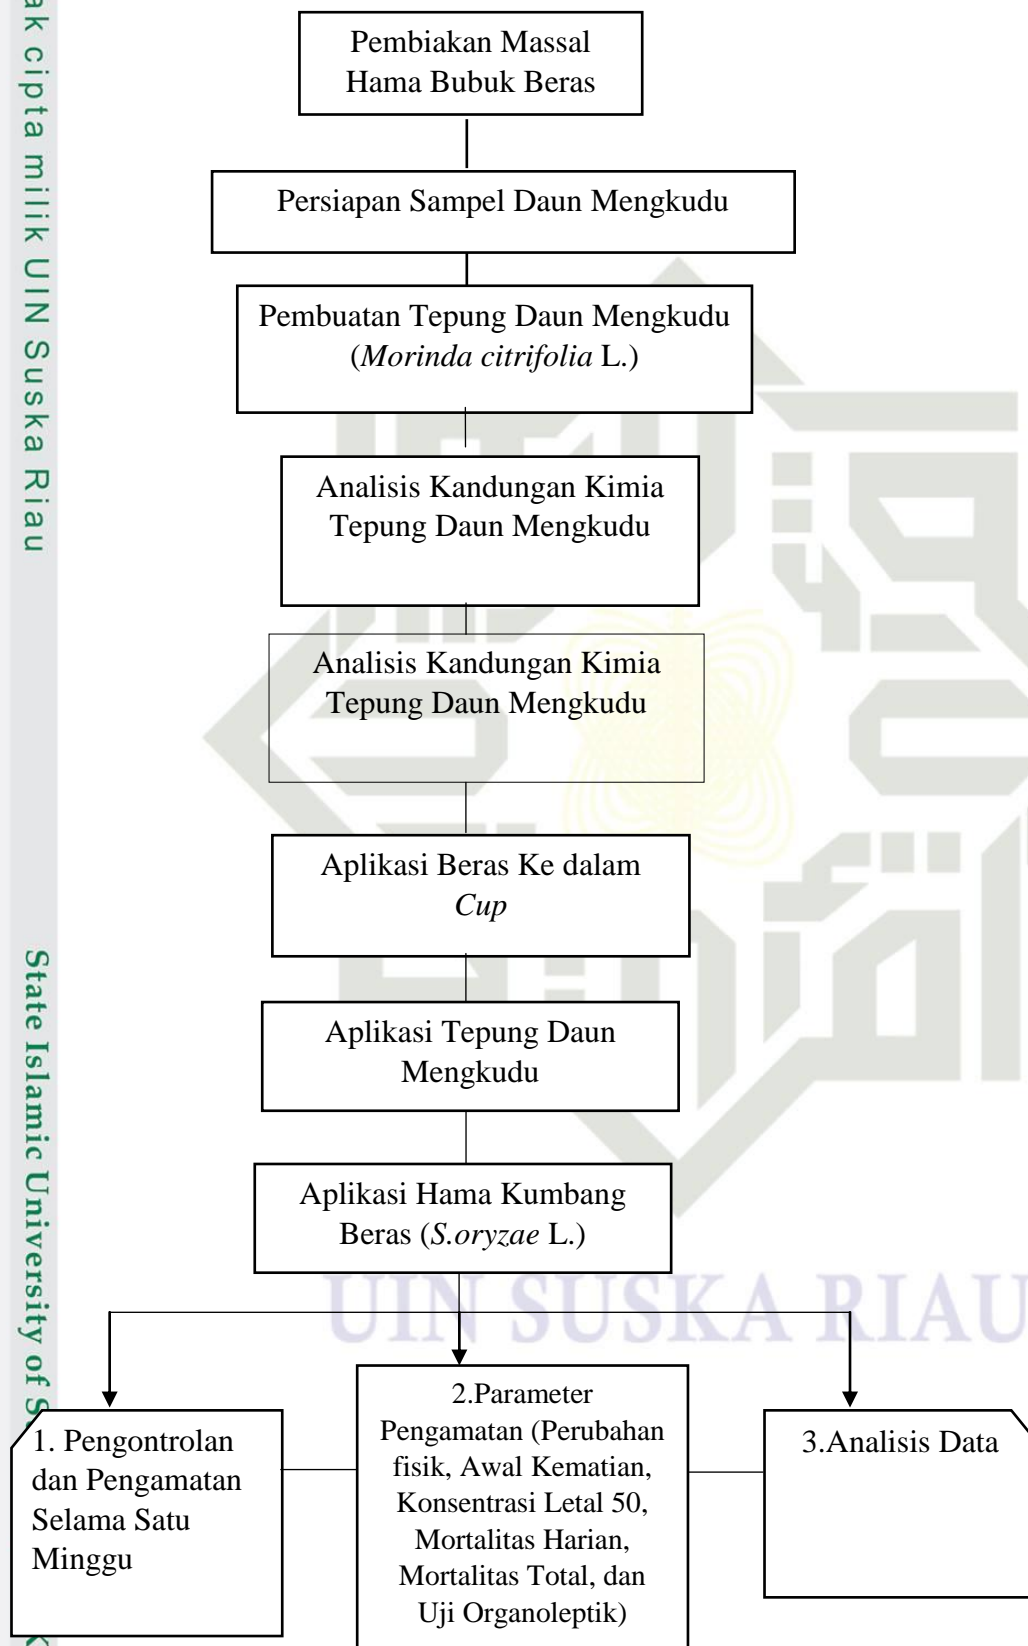 ak cipta milik UIN Suska Riau
State Islamic University of S
Pembiakan Massal
Hama Bubuk Beras
Persiapan Sampel Daun Mengkudu
Pembuatan Tepung Daun Mengkudu
(Morinda citrifolia L.)
Analisis Kandungan Kimia
Tepung Daun Mengkudu
Analisis Kandungan Kimia
Tepung Daun Mengkudu
Aplikasi Beras Ke dalam
Cup
Aplikasi Tepung Daun
Mengkudu
Aplikasi Hama Kumbang
Beras (S.oryzae L.)
UIN SUSKA RIAU
1. Pengontrolan
dan Pengamatan
Selama Satu
Minggu
2.Parameter
Pengamatan (Perubahan
fisik, Awal Kematian,
Konsentrasi Letal 50,
Mortalitas Harian,
Mortalitas Total, dan
Uji Organoleptik)
3.Analisis Data